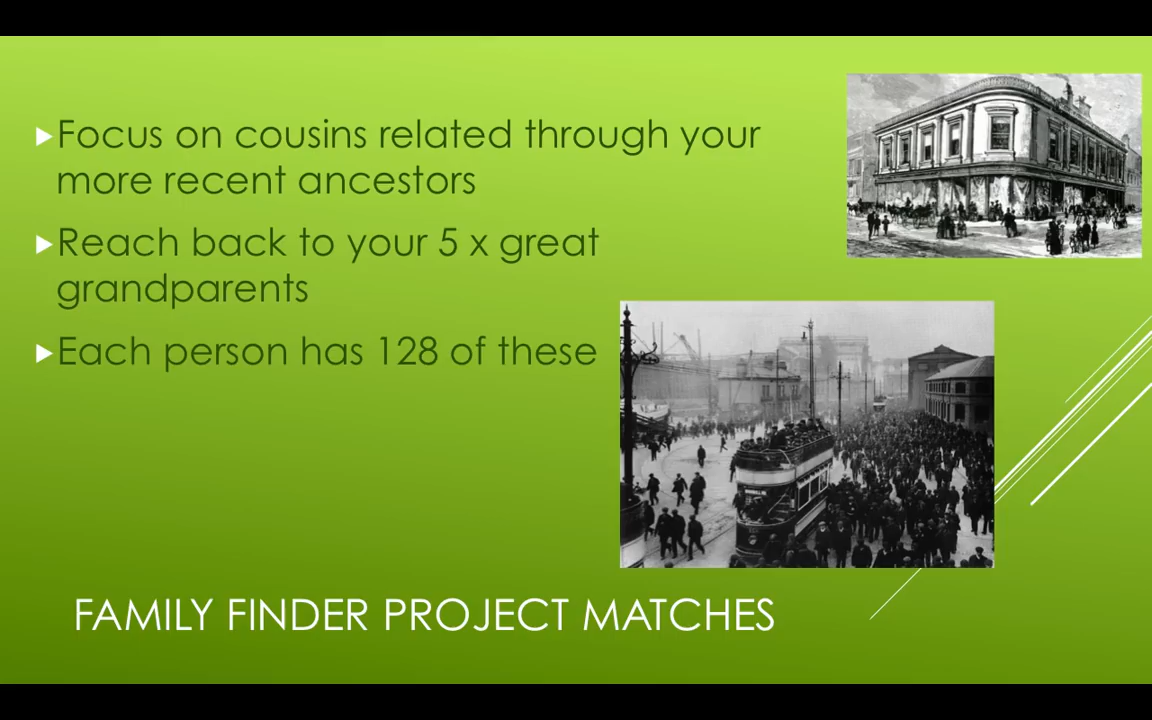 Focus on cousins related through your
more recent ancestors
Reach back to your 5 x great
grandparents
Each person has 128 of these
FAMILY FINDER PROJECT MATCHES